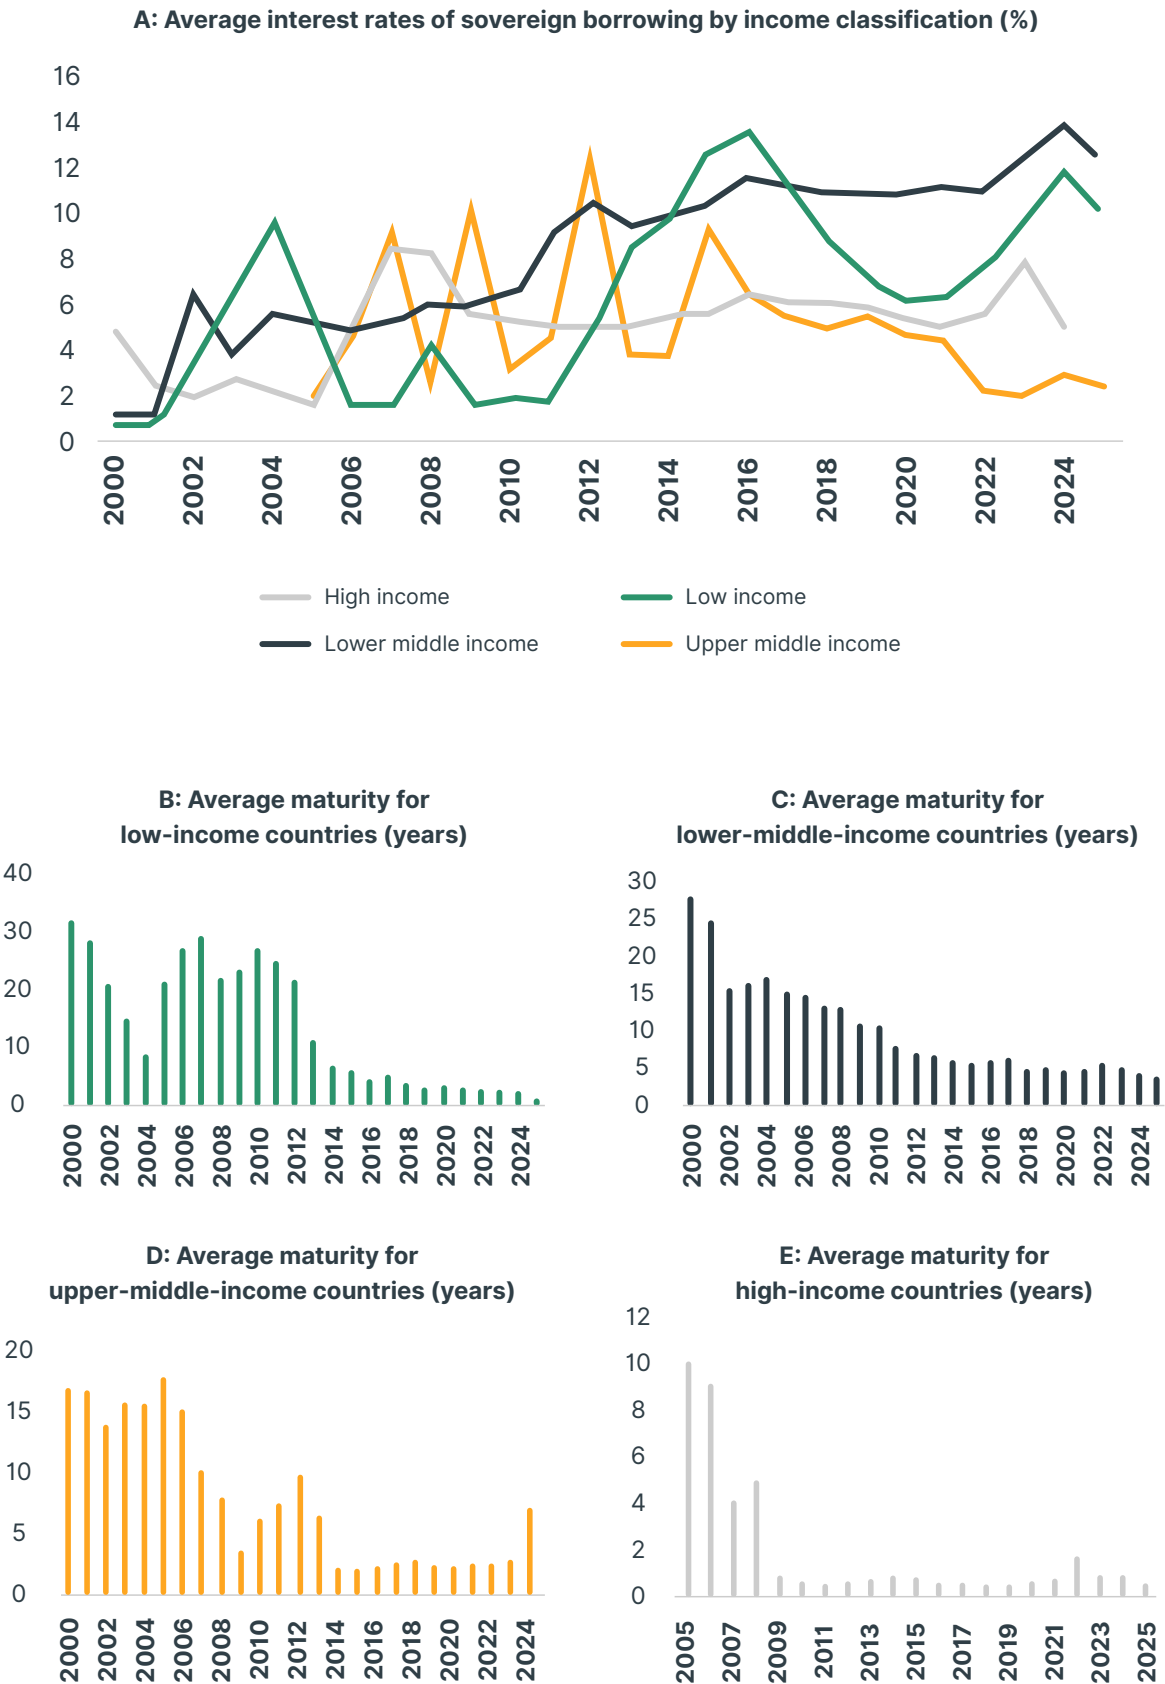 A: Average interest rates of sovereign borrowing by income classification (%)
16
14
12
10
8
6
4
2
0
2000 2002 2004 2006 2008 2010 2012 2014 2016 2018 2020 2022 2024
High income
Low income
Lower middle income
Upper middle income
B: Average maturity for
low-income countries (years)
40
30
20
10
0
2000 2002 2004 2006 2008 2010 2012 2014 2016 2018 2020 2022 2024
C: Average maturity for
lower-middle-income countries (years)
30
25
20
15
10
5
0
2000 2002 2004 2006 2008 2010 2012 2014 2016 2018 2020 2022 2024
D: Average maturity for
upper-middle-income countries (years)
20
15
10
5
0
2000 2002 2004 2006 2008 2010 2012 2014 2016 2018 2020 2022 2024
E: Average maturity for
high-income countries (years)
12
10
8
6
4
2
0
2005 2007 2009 2011 2013 2015 2017 2019 2021 2023 2025